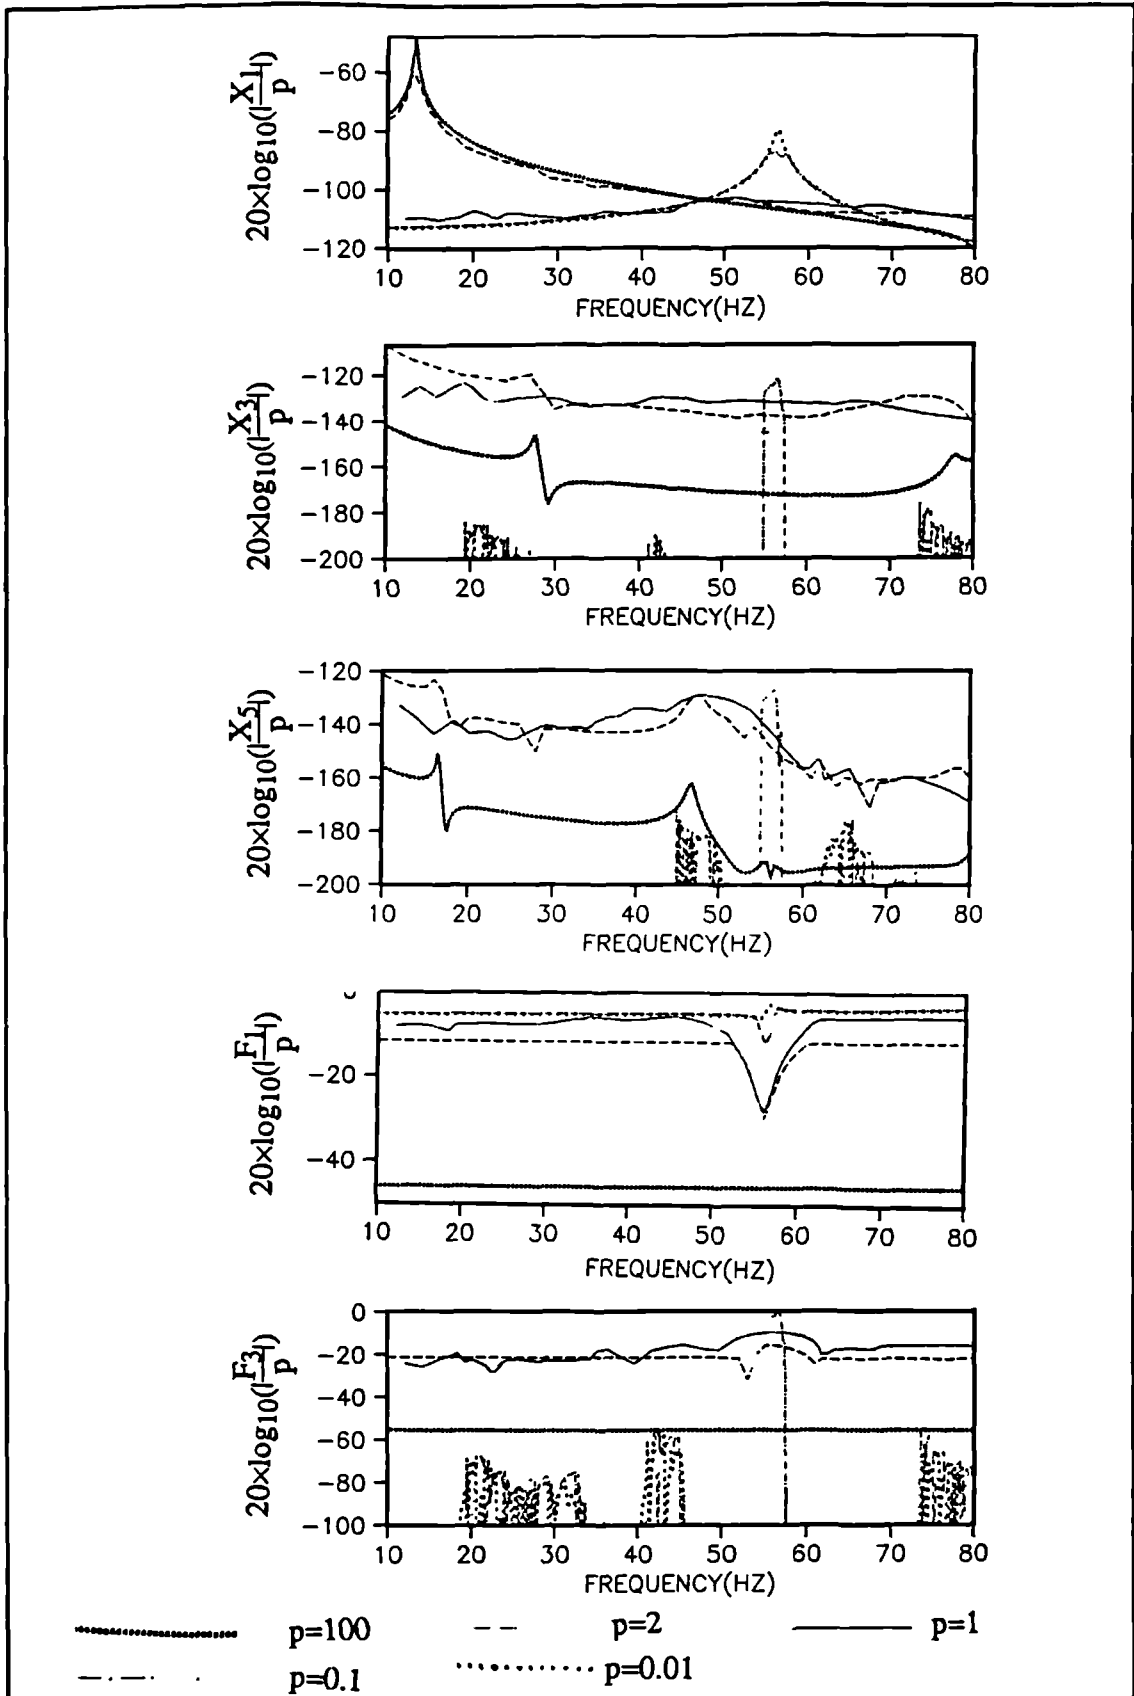 20×log10(|X1/p|)
−60
−80
−100
−120
10 20 30 40 50 60 70 80
FREQUENCY(HZ)
20×log10(|X3/p|)
−120
−140
−160
−180
−200
10 20 30 40 50 60 70 80
FREQUENCY(HZ)
20×log10(|X5/p|)
−120
−140
−160
−180
−200
10 20 30 40 50 60 70 80
FREQUENCY(HZ)
20×log10(|F1/p|)
0
−20
−40
10 20 30 40 50 60 70 80
FREQUENCY(HZ)
20×log10(|F3/p|)
0
−20
−40
−60
−80
−100
10 20 30 40 50 60 70 80
FREQUENCY(HZ)
p=100 p=2 p=1
p=0.1 p=0.01